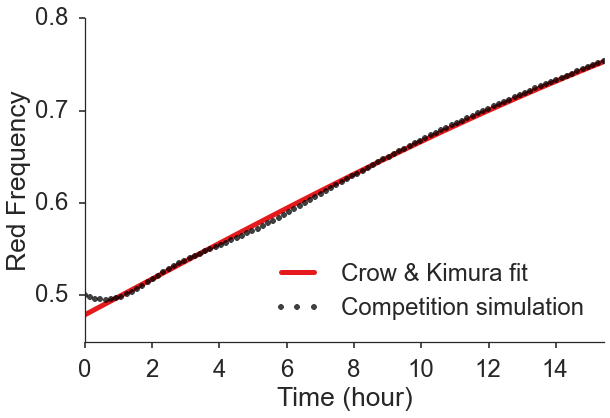 0.8
0.7
0.6
0.5
Red Frequency
Crow & Kimura fit
Competition simulation
0 2 4 6 8 10 12 14
Time (hour)